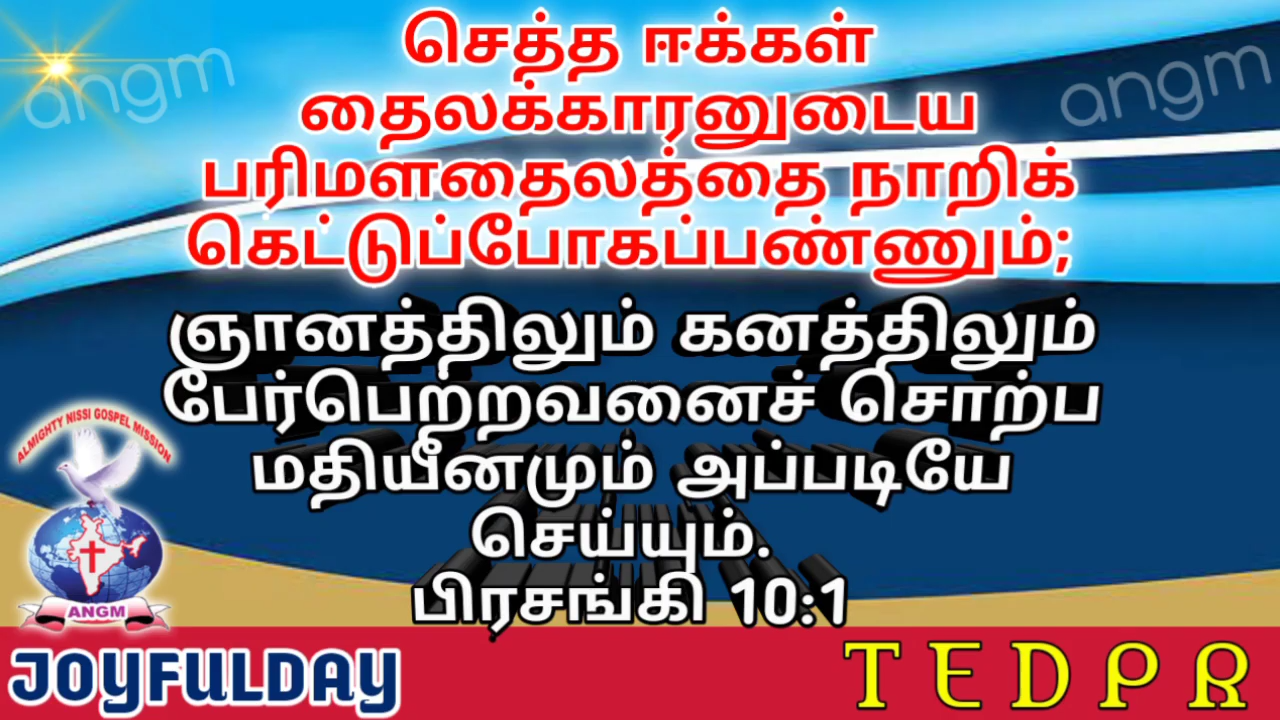 angm
angm
செத்த ஈக்கள்
தைலக்காரனுடைய
பரிமளதைலத்தை நாறிக்
கெட்டுப்போகப்பண்ணும்;
ஞானத்திலும் கனத்திலும்
பேர்பெற்றவனைச் சொற்ப
மதியீனமும் அப்படியே
செய்யும்.
பிரசங்கி 10:1
ALMIGHTY NISSI GOSPEL MISSION
ANGM
JOYFULDAY
TEDPR